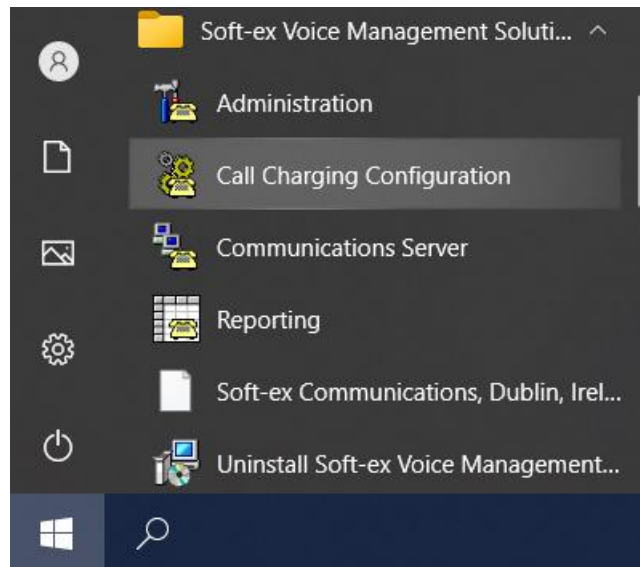 Soft-ex Voice Management Soluti...
Administration
Call Charging Configuration
Communications Server
Reporting
Soft-ex Communications, Dublin, Irel...
Uninstall Soft-ex Voice Management...